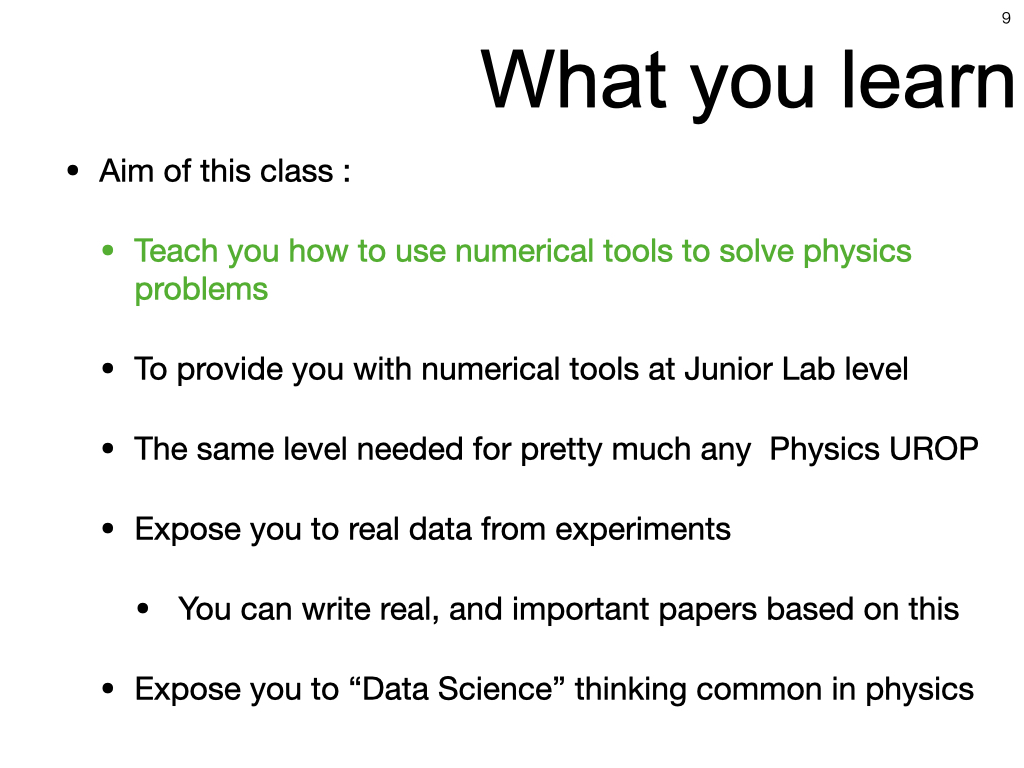 9
What you learn
• Aim of this class :
• Teach you how to use numerical tools to solve physics
problems
• To provide you with numerical tools at Junior Lab level
• The same level needed for pretty much any  Physics UROP
• Expose you to real data from experiments
• You can write real, and important papers based on this
• Expose you to “Data Science” thinking common in physics